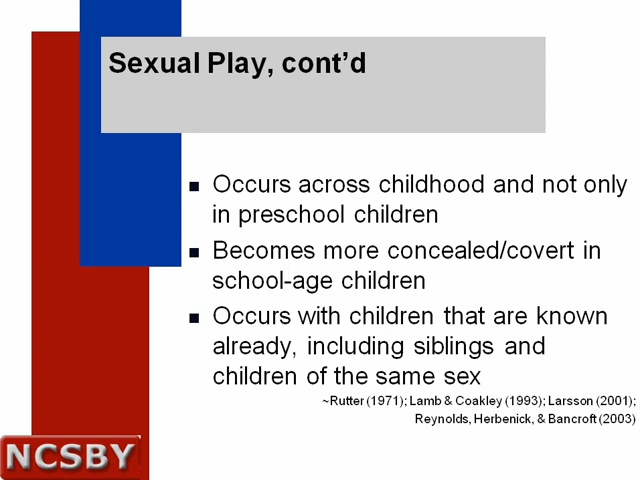 Sexual Play, cont’d
■ Occurs across childhood and not only
in preschool children
■ Becomes more concealed/covert in
school-age children
■ Occurs with children that are known
already, including siblings and
children of the same sex
~Rutter (1971); Lamb & Coakley (1993); Larsson (2001);
Reynolds, Herbenick, & Bancroft (2003)
NCSBY